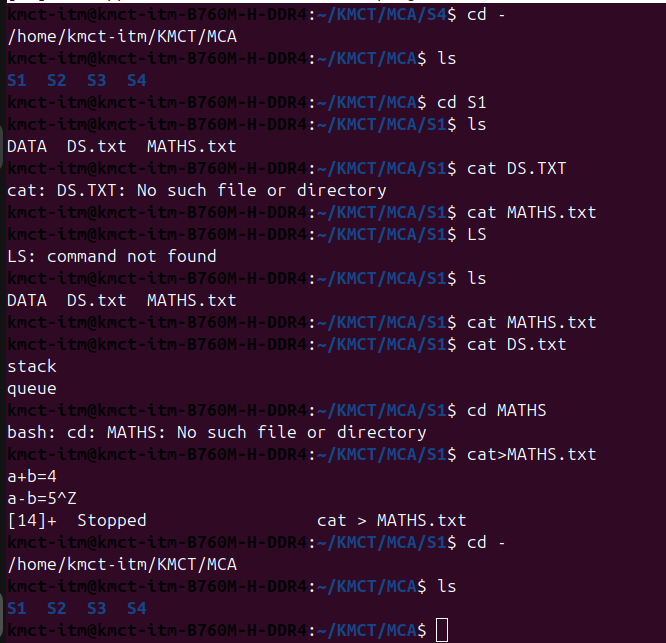 kmct-itm@kmct-itm-B760M-H-DDR4:~/KMCT/MCA/S4$ cd -
/home/kmct-itm/KMCT/MCA
kmct-itm@kmct-itm-B760M-H-DDR4:~/KMCT/MCA$ ls
S1  S2  S3  S4
kmct-itm@kmct-itm-B760M-H-DDR4:~/KMCT/MCA$ cd S1
kmct-itm@kmct-itm-B760M-H-DDR4:~/KMCT/MCA/S1$ ls
DATA  DS.txt  MATHS.txt
kmct-itm@kmct-itm-B760M-H-DDR4:~/KMCT/MCA/S1$ cat DS.TXT
cat: DS.TXT: No such file or directory
kmct-itm@kmct-itm-B760M-H-DDR4:~/KMCT/MCA/S1$ cat MATHS.txt
kmct-itm@kmct-itm-B760M-H-DDR4:~/KMCT/MCA/S1$ LS
LS: command not found
kmct-itm@kmct-itm-B760M-H-DDR4:~/KMCT/MCA/S1$ ls
DATA  DS.txt  MATHS.txt
kmct-itm@kmct-itm-B760M-H-DDR4:~/KMCT/MCA/S1$ cat MATHS.txt
kmct-itm@kmct-itm-B760M-H-DDR4:~/KMCT/MCA/S1$ cat DS.txt
stack
queue
kmct-itm@kmct-itm-B760M-H-DDR4:~/KMCT/MCA/S1$ cd MATHS
bash: cd: MATHS: No such file or directory
kmct-itm@kmct-itm-B760M-H-DDR4:~/KMCT/MCA/S1$ cat>MATHS.txt
a+b=4
a-b=5^Z
[14]+  Stopped                 cat > MATHS.txt
kmct-itm@kmct-itm-B760M-H-DDR4:~/KMCT/MCA/S1$ cd -
/home/kmct-itm/KMCT/MCA
kmct-itm@kmct-itm-B760M-H-DDR4:~/KMCT/MCA$ ls
S1  S2  S3  S4
kmct-itm@kmct-itm-B760M-H-DDR4:~/KMCT/MCA$